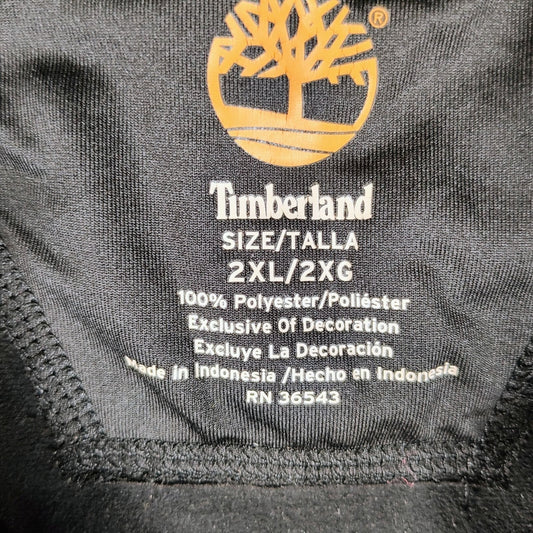 ®
Timberland
SIZE/TALLA
2XL/2XG
100% Polyester/Poliéster
Exclusive Of Decoration
Excluye La Decoración
Made in Indonesia /Hecho en Indonesia
RN 36543